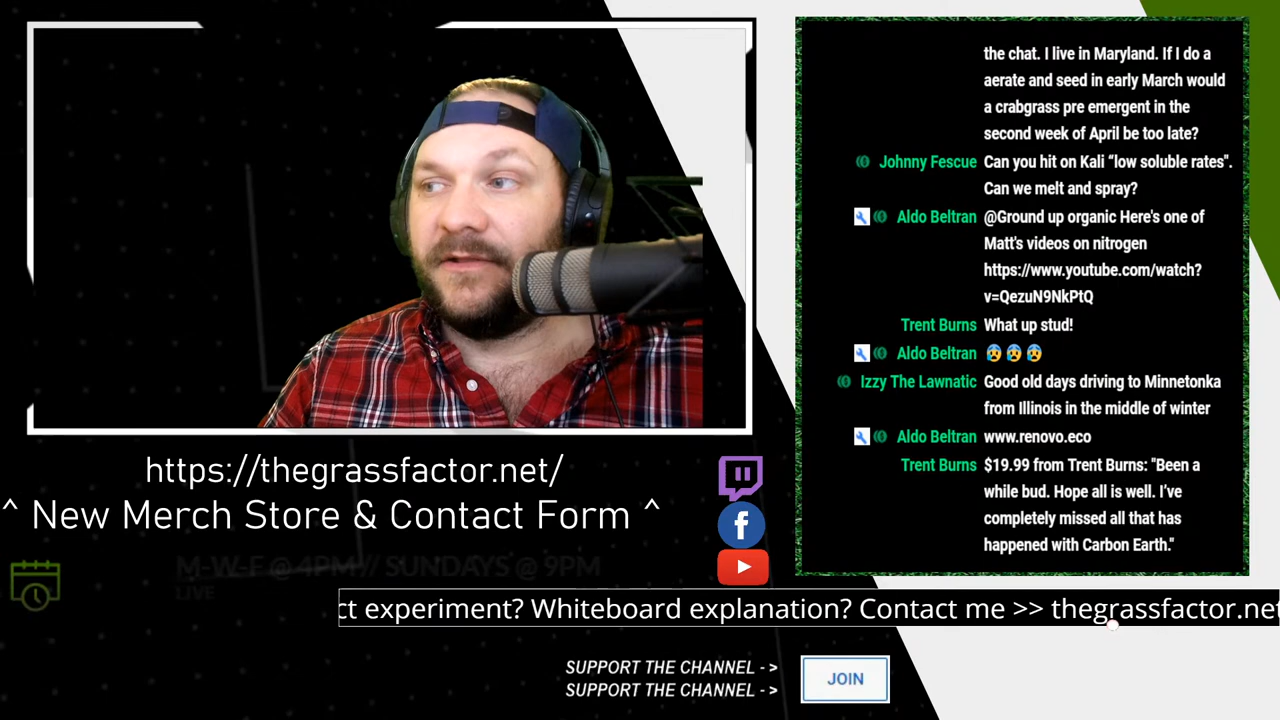 the chat. I live in Maryland. If I do a
aerate and seed in early March would
a crabgrass pre emergent in the
second week of April be too late?
Johnny Fescue Can you hit on Kali “low soluble rates".
Can we melt and spray?
Aldo Beltran @Ground up organic Here's one of
Matt's videos on nitrogen
https://www.youtube.com/watch?
v=QezuN9NkPtQ
Trent Burns What up stud!
Aldo Beltran 😰😰😰
Izzy The Lawnatic Good old days driving to Minnetonka
from Illinois in the middle of winter
Aldo Beltran www.renovo.eco
Trent Burns $19.99 from Trent Burns: "Been a
while bud. Hope all is well. I’ve
completely missed all that has
happened with Carbon Earth."
https://thegrassfactor.net/
^ New Merch Store & Contact Form ^
M-W-F @ 4PM / SUNDAYS @ 9PM
LIVE
ct experiment? Whiteboard explanation? Contact me >> thegrassfactor.net
SUPPORT THE CHANNEL - >
SUPPORT THE CHANNEL - >
JOIN